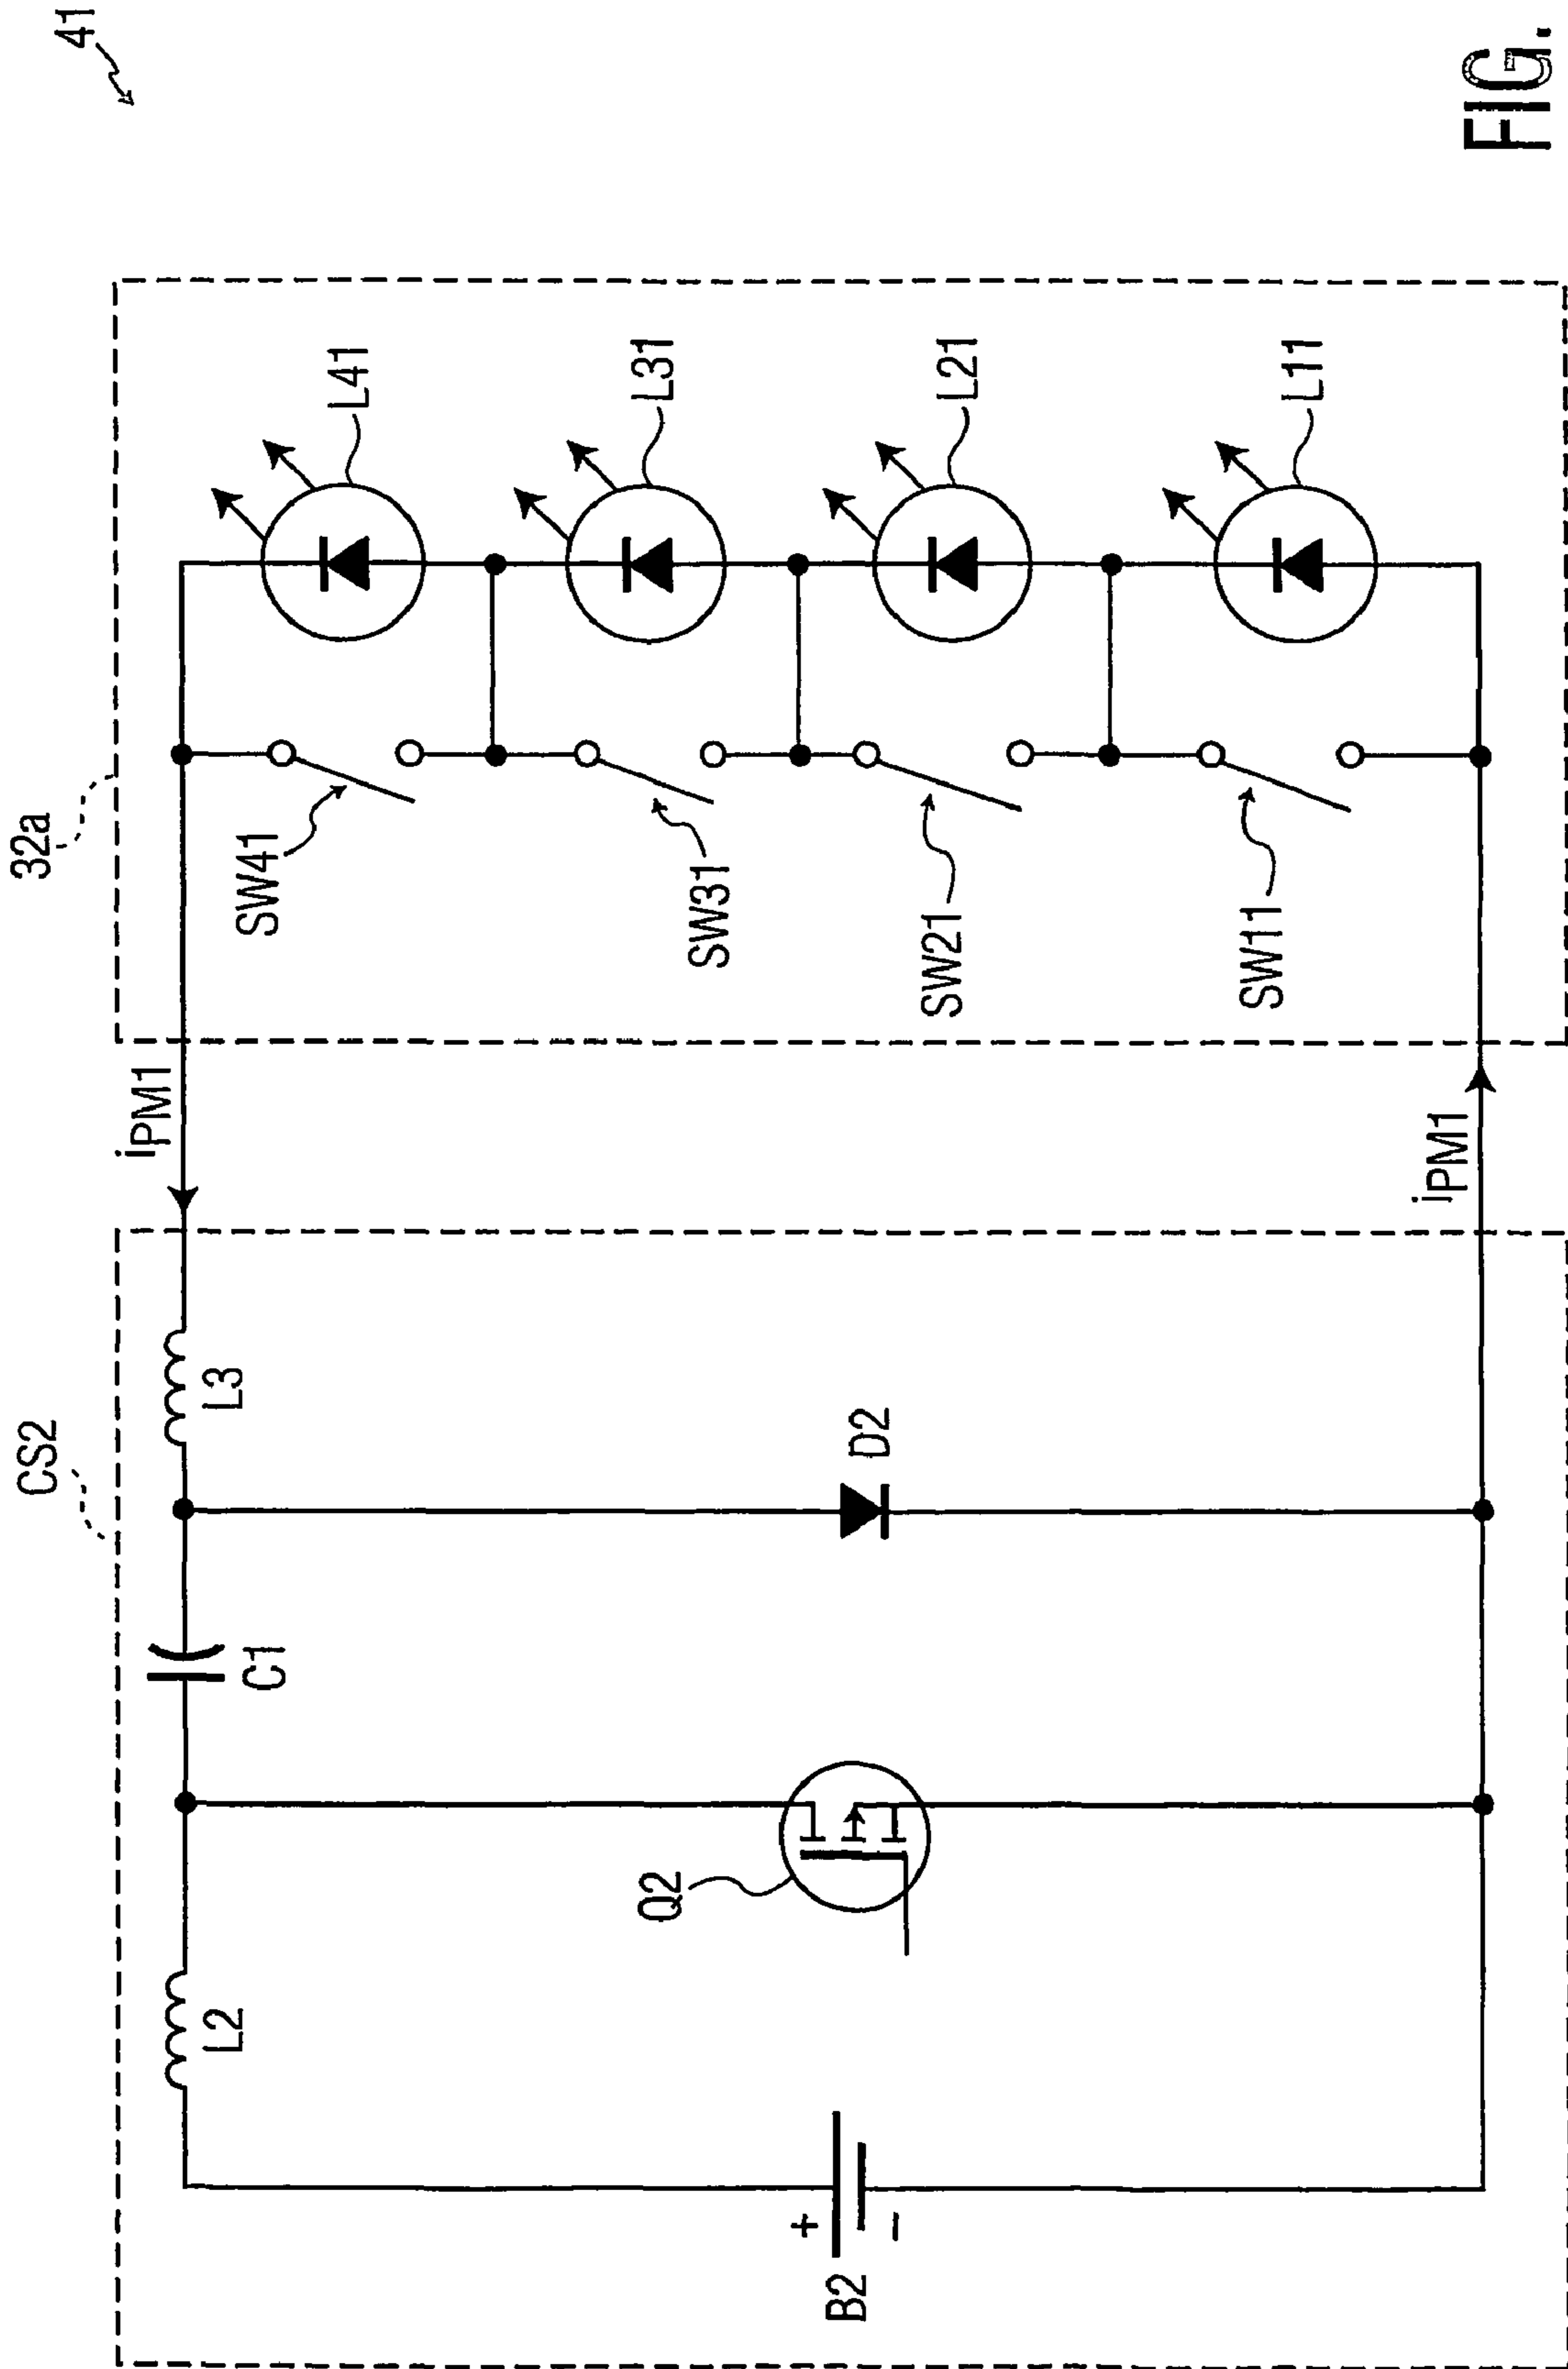 41
32a
CS2
iPM1
L3
L2
C1
D2
Q2
B2
+
-
iPM1
SW41
SW31
SW21
SW11
L41
L31
L21
L11
FIG.